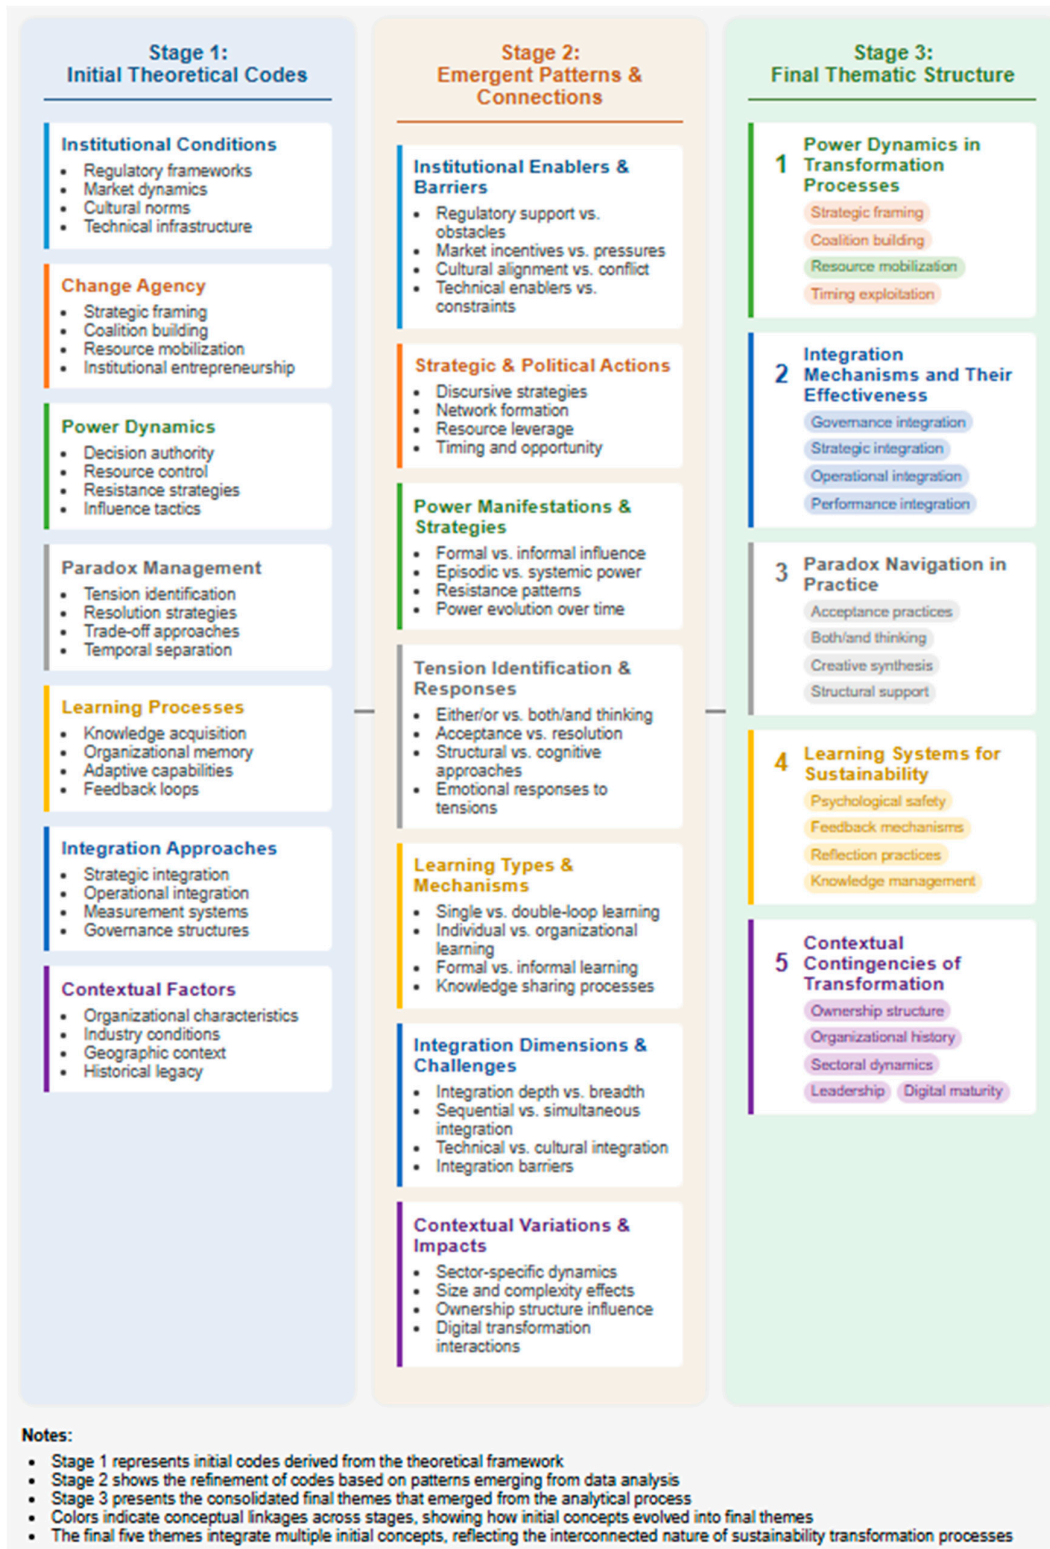 Stage 1:
Initial Theoretical Codes
Institutional Conditions
• Regulatory frameworks
• Market dynamics
• Cultural norms
• Technical infrastructure
Change Agency
• Strategic framing
• Coalition building
• Resource mobilization
• Institutional entrepreneurship
Power Dynamics
• Decision authority
• Resource control
• Resistance strategies
• Influence tactics
Paradox Management
• Tension identification
• Resolution strategies
• Trade-off approaches
• Temporal separation
Learning Processes
• Knowledge acquisition
• Organizational memory
• Adaptive capabilities
• Feedback loops
Integration Approaches
• Strategic integration
• Operational integration
• Measurement systems
• Governance structures
Contextual Factors
• Organizational characteristics
• Industry conditions
• Geographic context
• Historical legacy
Stage 2:
Emergent Patterns &
Connections
Institutional Enablers &
Barriers
• Regulatory support vs.
obstacles
• Market incentives vs. pressures
• Cultural alignment vs. conflict
• Technical enablers vs.
constraints
Strategic & Political Actions
• Discursive strategies
• Network formation
• Resource leverage
• Timing and opportunity
Power Manifestations &
Strategies
• Formal vs. informal influence
• Episodic vs. systemic power
• Resistance patterns
• Power evolution over time
Tension Identification &
Responses
• Either/or vs. both/and thinking
• Acceptance vs. resolution
• Structural vs. cognitive
approaches
• Emotional responses to
tensions
Learning Types &
Mechanisms
• Single vs. double-loop learning
• Individual vs. organizational
learning
• Formal vs. informal learning
• Knowledge sharing processes
Integration Dimensions &
Challenges
• Integration depth vs. breadth
• Sequential vs. simultaneous
integration
• Technical vs. cultural integration
• Integration barriers
Contextual Variations &
Impacts
• Sector-specific dynamics
• Size and complexity effects
• Ownership structure influence
• Digital transformation
interactions
Stage 3:
Final Thematic Structure
1 Power Dynamics in
Transformation
Processes
Strategic framing
Coalition building
Resource mobilization
Timing exploitation
2 Integration
Mechanisms and Their
Effectiveness
Governance integration
Strategic integration
Operational integration
Performance integration
3 Paradox Navigation in
Practice
Acceptance practices
Both/and thinking
Creative synthesis
Structural support
4 Learning Systems for
Sustainability
Psychological safety
Feedback mechanisms
Reflection practices
Knowledge management
5 Contextual
Contingencies of
Transformation
Ownership structure
Organizational history
Sectoral dynamics
Leadership Digital maturity
Notes:
• Stage 1 represents initial codes derived from the theoretical framework
• Stage 2 shows the refinement of codes based on patterns emerging from data analysis
• Stage 3 presents the consolidated final themes that emerged from the analytical process
• Colors indicate conceptual linkages across stages, showing how initial concepts evolved into final themes
• The final five themes integrate multiple initial concepts, reflecting the interconnected nature of sustainability transformation processes